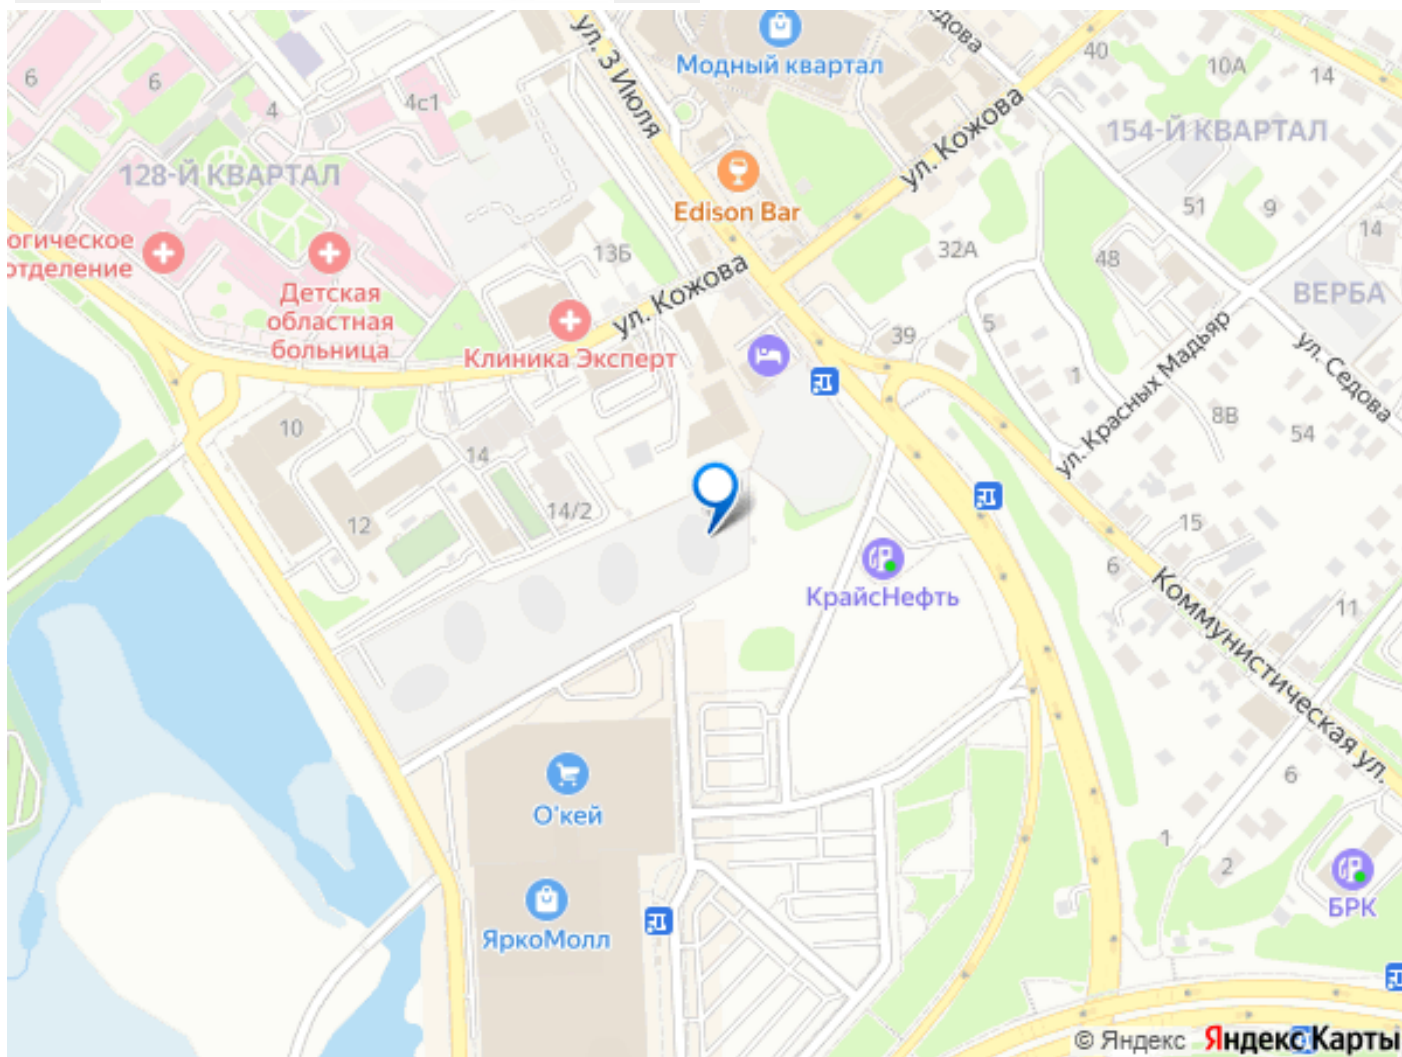 ул. 3 Июля
Модный квартал
Седова
40
10А
14
6
6
4
4с1
128-Й КВАРТАЛ
154-Й КВАРТАЛ
ул. Кожова
Edison Bar
51
9
14
огическое
отделение
13Б
32А
48
ВЕРБА
Детская
областная
больница
ул. Кожова
Клиника Эксперт
39
5
1
ул. Красных Мадьяр
ул. Седова
8В
54
10
14
12
14/2
15
6
КрайсНефть
11
Коммунистическая ул.
О'кей
6
1
2
ЯркоМолл
БРК
© Яндекс Яндекс Карты